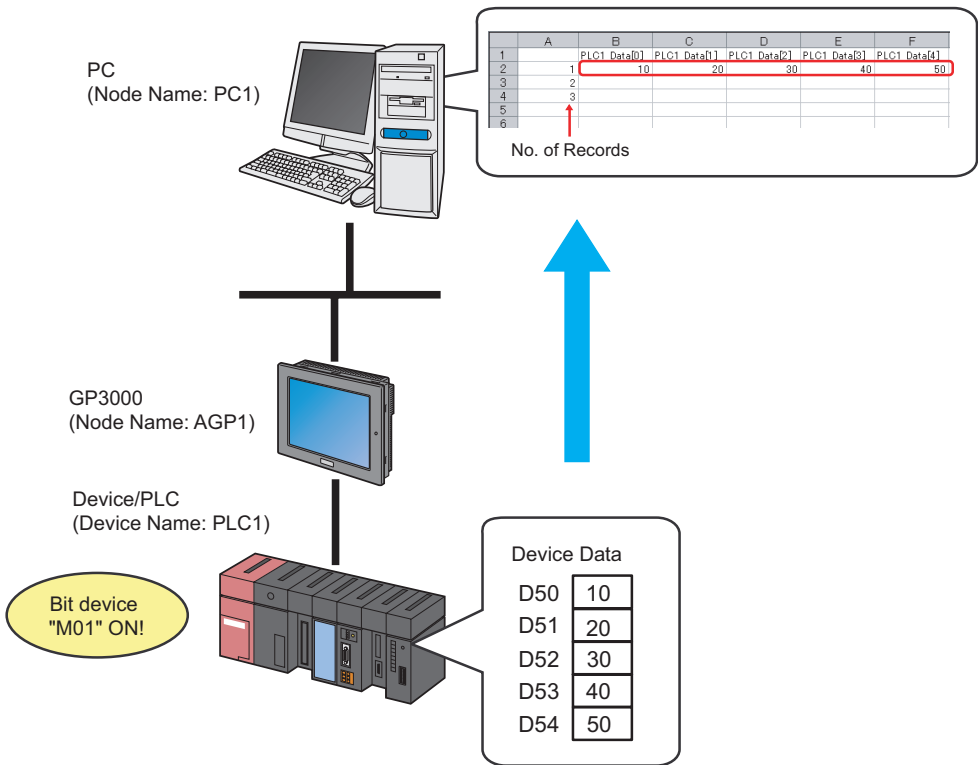 PC
(Node Name: PC1)
A B C D E F
1 PLC1 Data[0] PLC1 Data[1] PLC1 Data[2] PLC1 Data[3] PLC1 Data[4]
2 1 10 20 30 40 50
3 2
4 3
5
6
No. of Records
GP3000
(Node Name: AGP1)
Device/PLC
(Device Name: PLC1)
Bit device
"M01" ON!
Device Data
D50 10
D51 20
D52 30
D53 40
D54 50